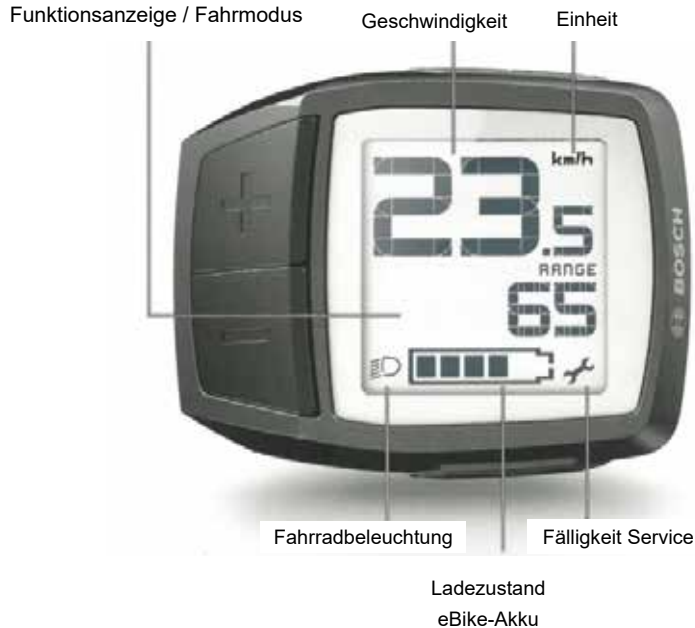 Funktionsanzeige / Fahrmodus
Geschwindigkeit
Einheit
km/h
23.5
RANGE
65
BOSCH
Fahrradbeleuchtung
Fälligkeit Service
Ladezustand
eBike-Akku